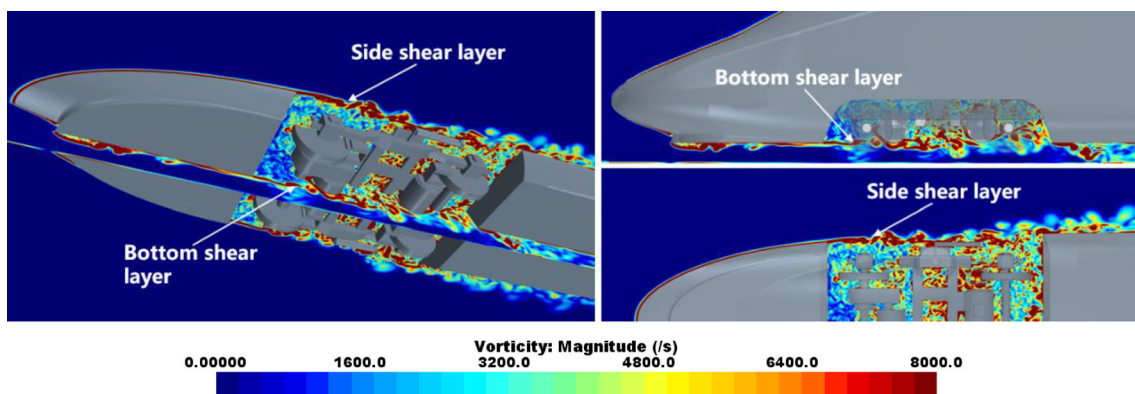 Side shear layer
Bottom shear
layer
Bottom shear layer
Side shear layer
Vorticity: Magnitude (/s)
0.00000 1600.0 3200.0 4800.0 6400.0 8000.0